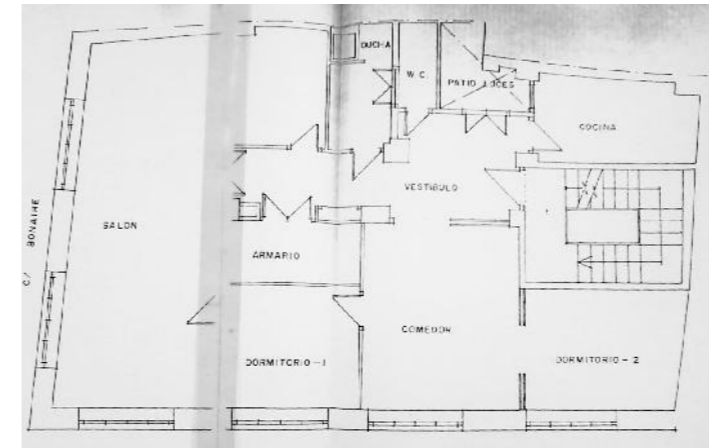 DUCHA
W.C.
PATIO LUCES
COCINA
VESTIBULO
C/ BONAIRE
SALON
ARMARIO
COMEDOR
DORMITORIO-1
DORMITORIO-2